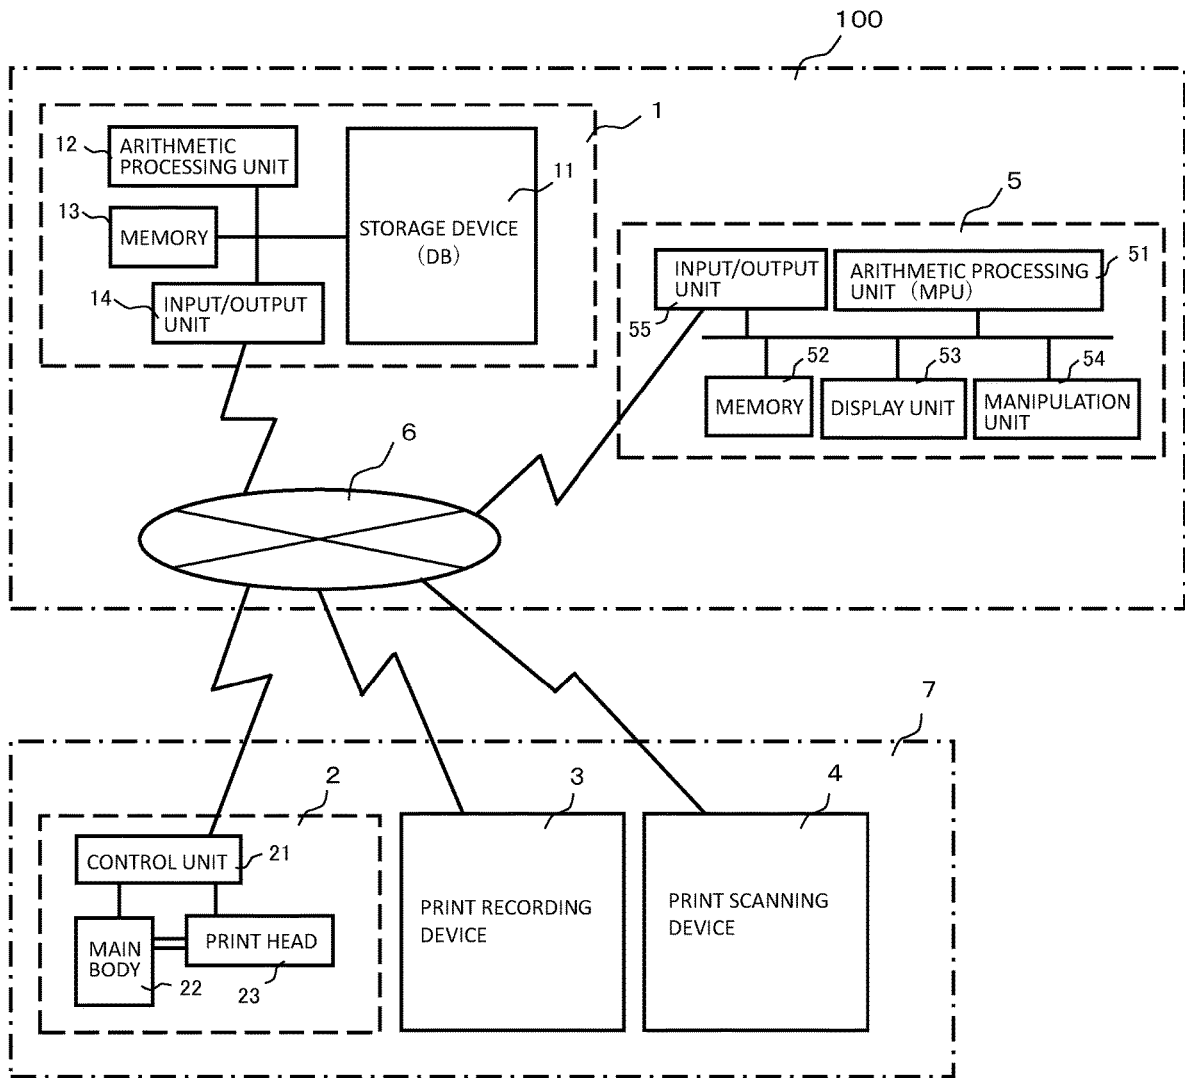 100
1
12
ARITHMETIC
PROCESSING UNIT
11
13
MEMORY
STORAGE DEVICE
(DB)
14
INPUT/OUTPUT
UNIT
5
INPUT/OUTPUT
UNIT
55
ARITHMETIC PROCESSING
UNIT (MPU)
51
52
MEMORY
53
DISPLAY UNIT
54
MANIPULATION
UNIT
6
7
2
CONTROL UNIT
21
MAIN
BODY
22
PRINT HEAD
23
3
PRINT RECORDING
DEVICE
4
PRINT SCANNING
DEVICE